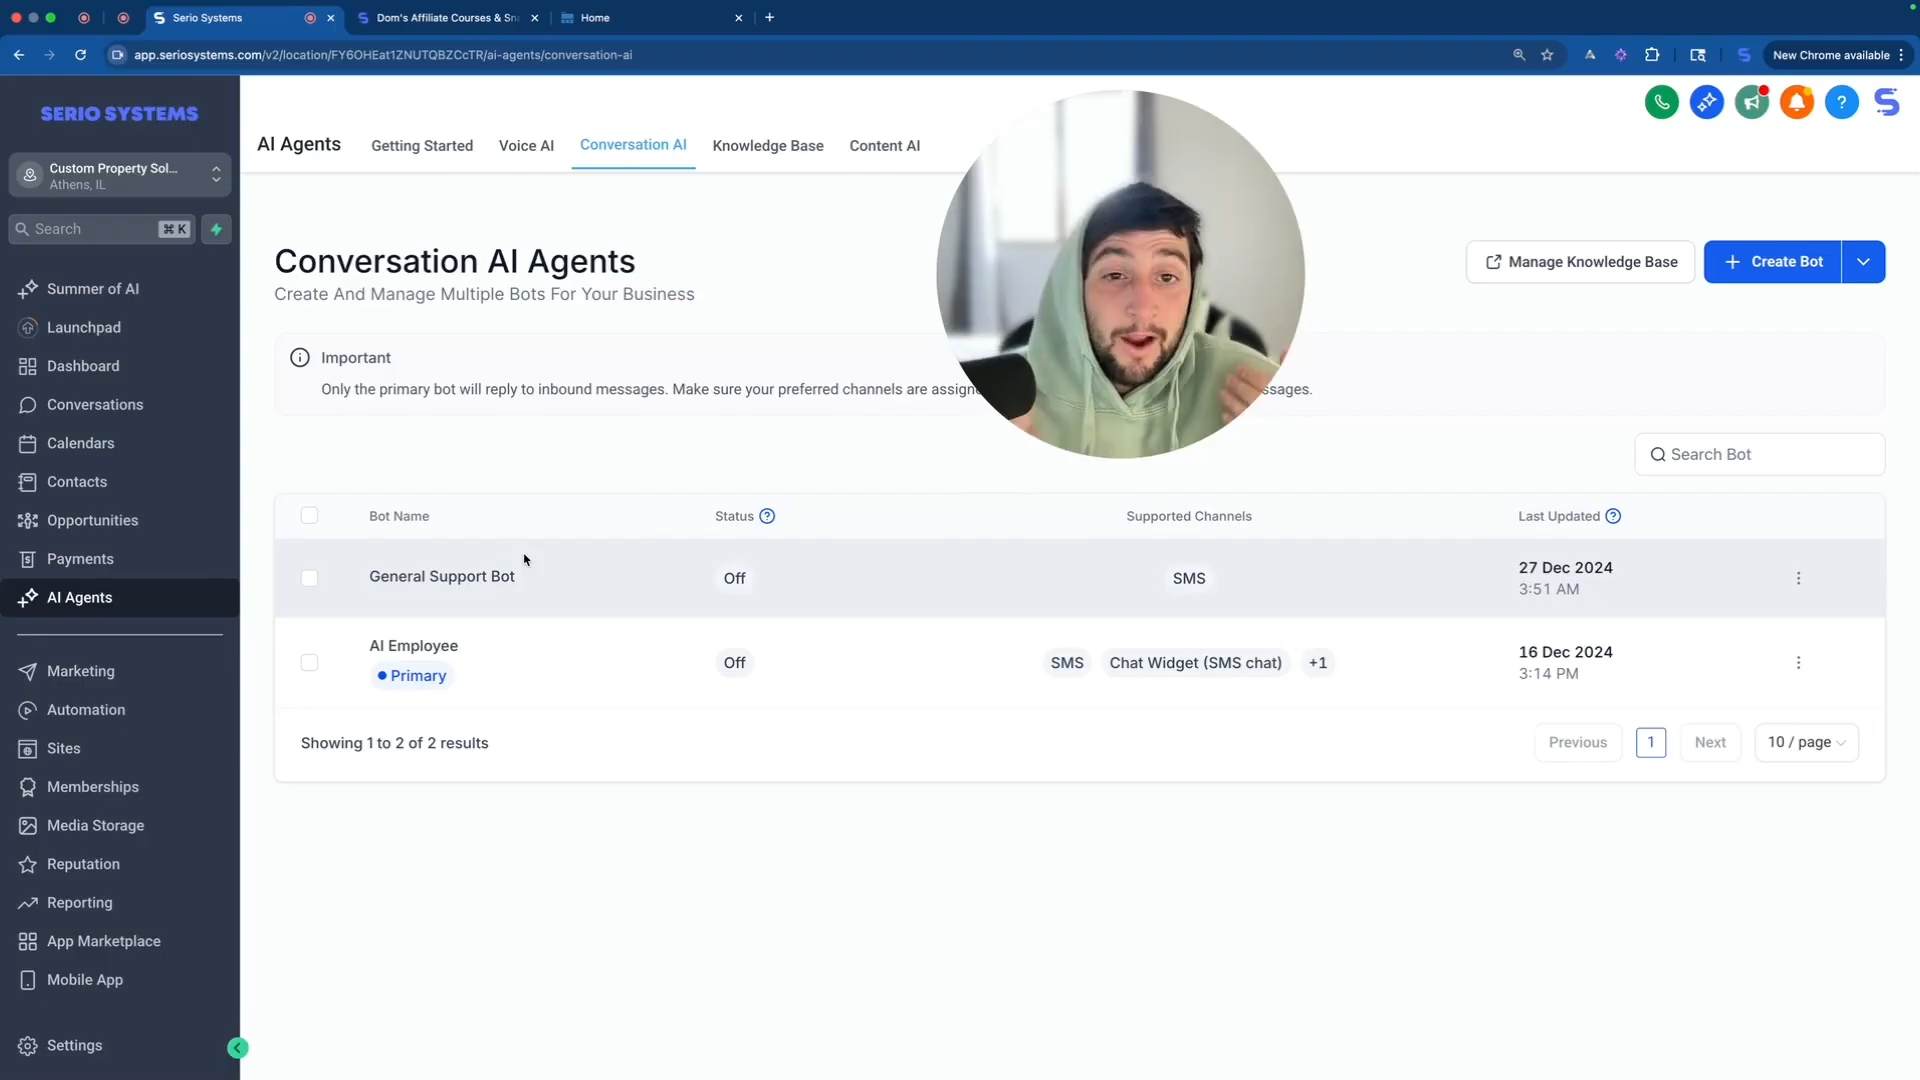 Serio Systems
Dom's Affiliate Courses & Sna
Home
app.seriosystems.com/v2/location/FY6OHEat1ZNUTQBZCcTR/ai-agents/conversation-ai
New Chrome available
SERIO SYSTEMS
Custom Property Sol...
Athens, IL
Search
⌘ K
Summer of AI
Launchpad
Dashboard
Conversations
Calendars
Contacts
Opportunities
Payments
AI Agents
Marketing
Automation
Sites
Memberships
Media Storage
Reputation
Reporting
App Marketplace
Mobile App
Settings
AI Agents
Getting Started
Voice AI
Conversation AI
Knowledge Base
Content AI
Conversation AI Agents
Create And Manage Multiple Bots For Your Business
Manage Knowledge Base
+ Create Bot
Important
Only the primary bot will reply to inbound messages. Make sure your preferred channels are
Search Bot
Bot Name
Status
Supported Channels
Last Updated
General Support Bot
Off
SMS
27 Dec 2024
3:51 AM
AI Employee
Primary
Off
SMS
Chat Widget (SMS chat)
+1
16 Dec 2024
3:14 PM
Showing 1 to 2 of 2 results
Previous
1
Next
10 / page